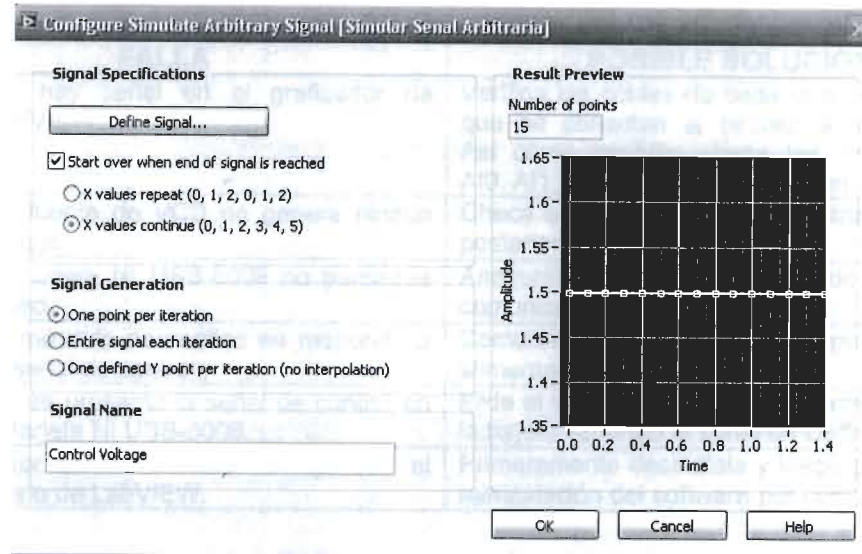 Configure Simulate Arbitrary Signal [Simular Senal Arbitraria]
Signal Specifications
Define Signal...
Start over when end of signal is reached
X values repeat (0, 1, 2, 0, 1, 2)
X values continue (0, 1, 2, 3, 4, 5)
Signal Generation
One point per iteration
Entire signal each iteration
One defined Y point per iteration (no interpolation)
Signal Name
Control Voltage
Result Preview
Number of points
15
Amplitude
1.65
1.6
1.55
1.5
1.45
1.4
1.35
0.0 0.2 0.4 0.6 0.8 1.0 1.2 1.4
Time
OK Cancel Help